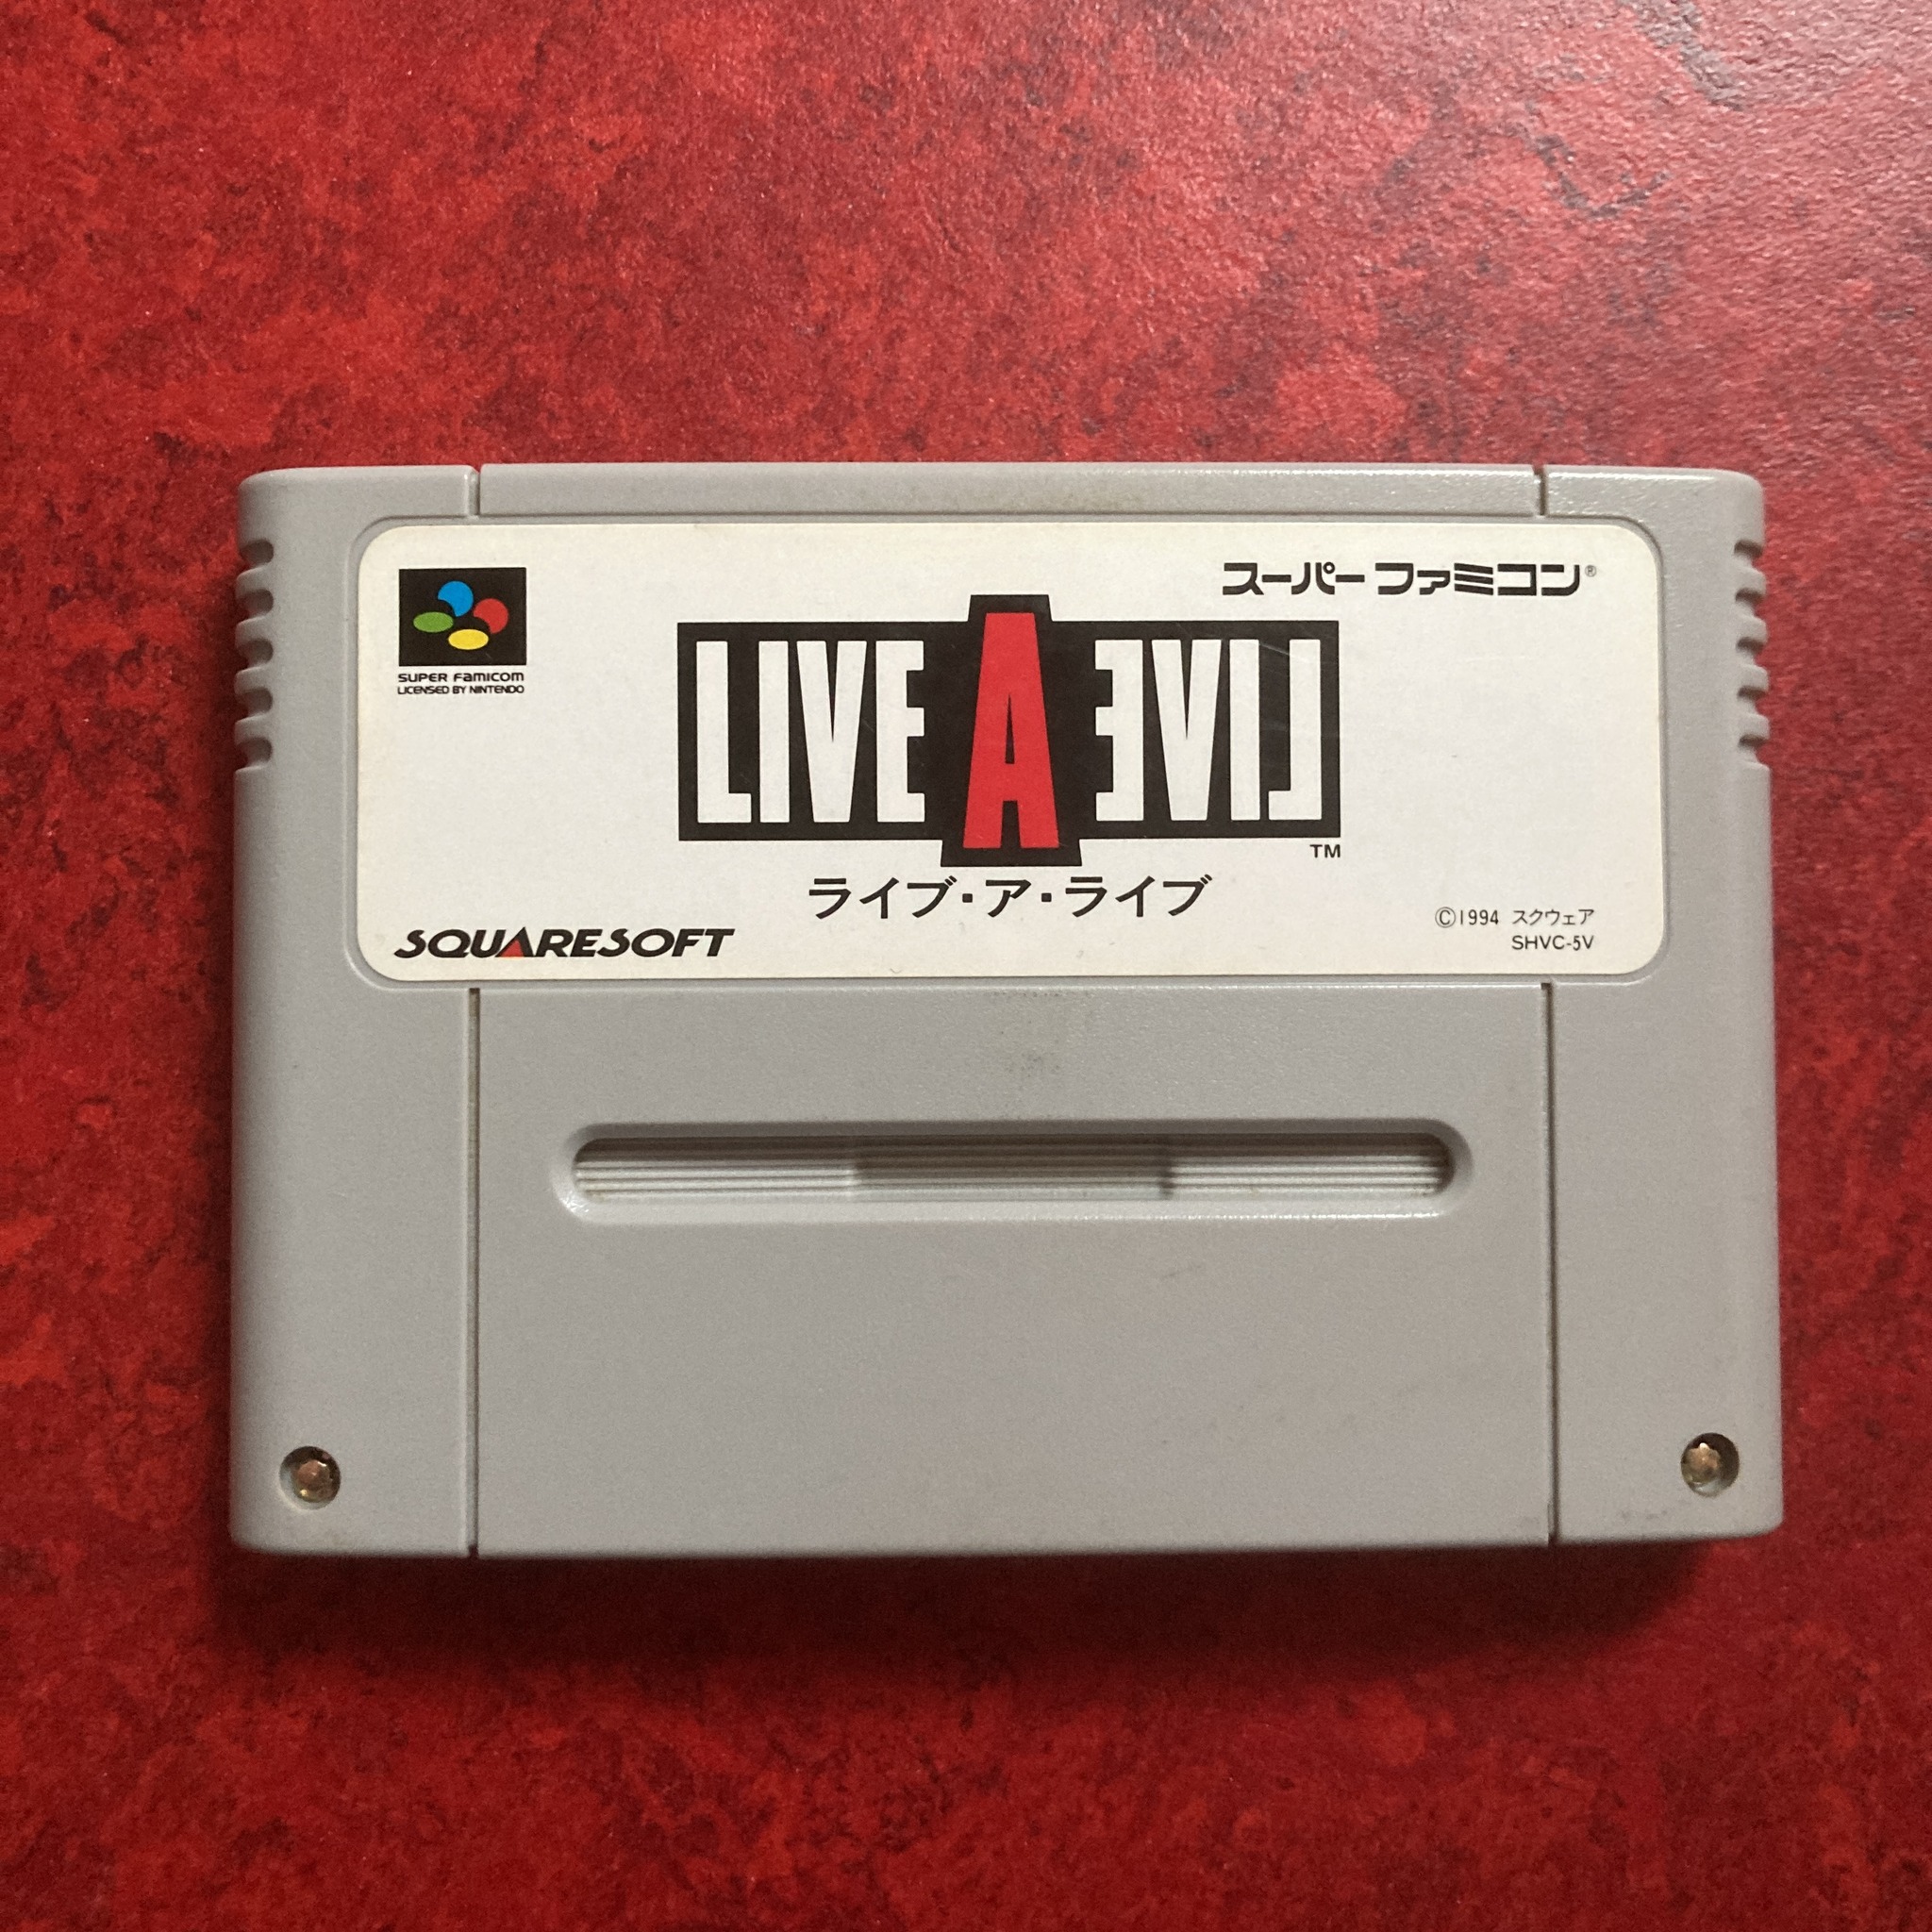 スーパーファミコン®
SUPER FAMICOM
LICENSED BY NINTENDO
LIVE A EVIL
TM
ライブ・ア・ライブ
SQUARESOFT
©1994 スクウェア
SHVC-5V